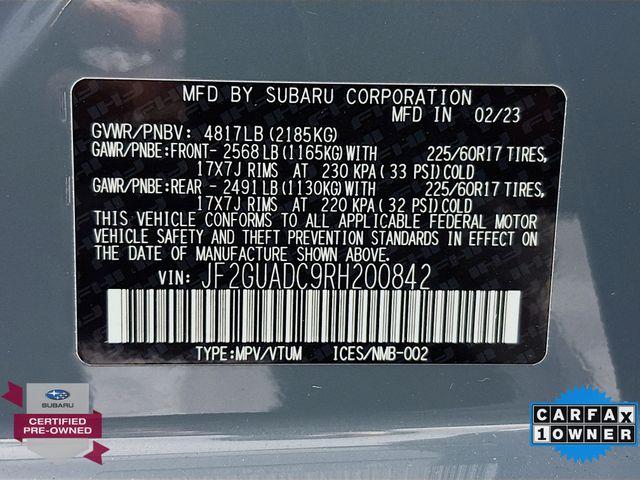 MFD BY SUBARU CORPORATION
MFD IN 02/23
GVWR/PNBV: 4817LB (2185KG)
GAWR/PNBE:FRONT- 2568LB (1165KG) WITH 225/60R17 TIRES,
17X7J RIMS AT 230 KPA (33 PSI) COLD
GAWR/PNBE:REAR - 2491LB (1130KG) WITH 225/60R17 TIRES,
17X7J RIMS AT 220 KPA (32 PSI) COLD
THIS VEHICLE CONFORMS TO ALL APPLICABLE FEDERAL MOTOR
VEHICLE SAFETY AND THEFT PREVENTION STANDARDS IN EFFECT
ON THE DATE OF MANUFACTURE SHOWN ABOVE.
VIN: JF2GUADC9RH200842
TYPE:MPV/VTUM ICES/NMB-002
SUBARU
CERTIFIED
PRE-OWNED
CARFAX
1 OWNER